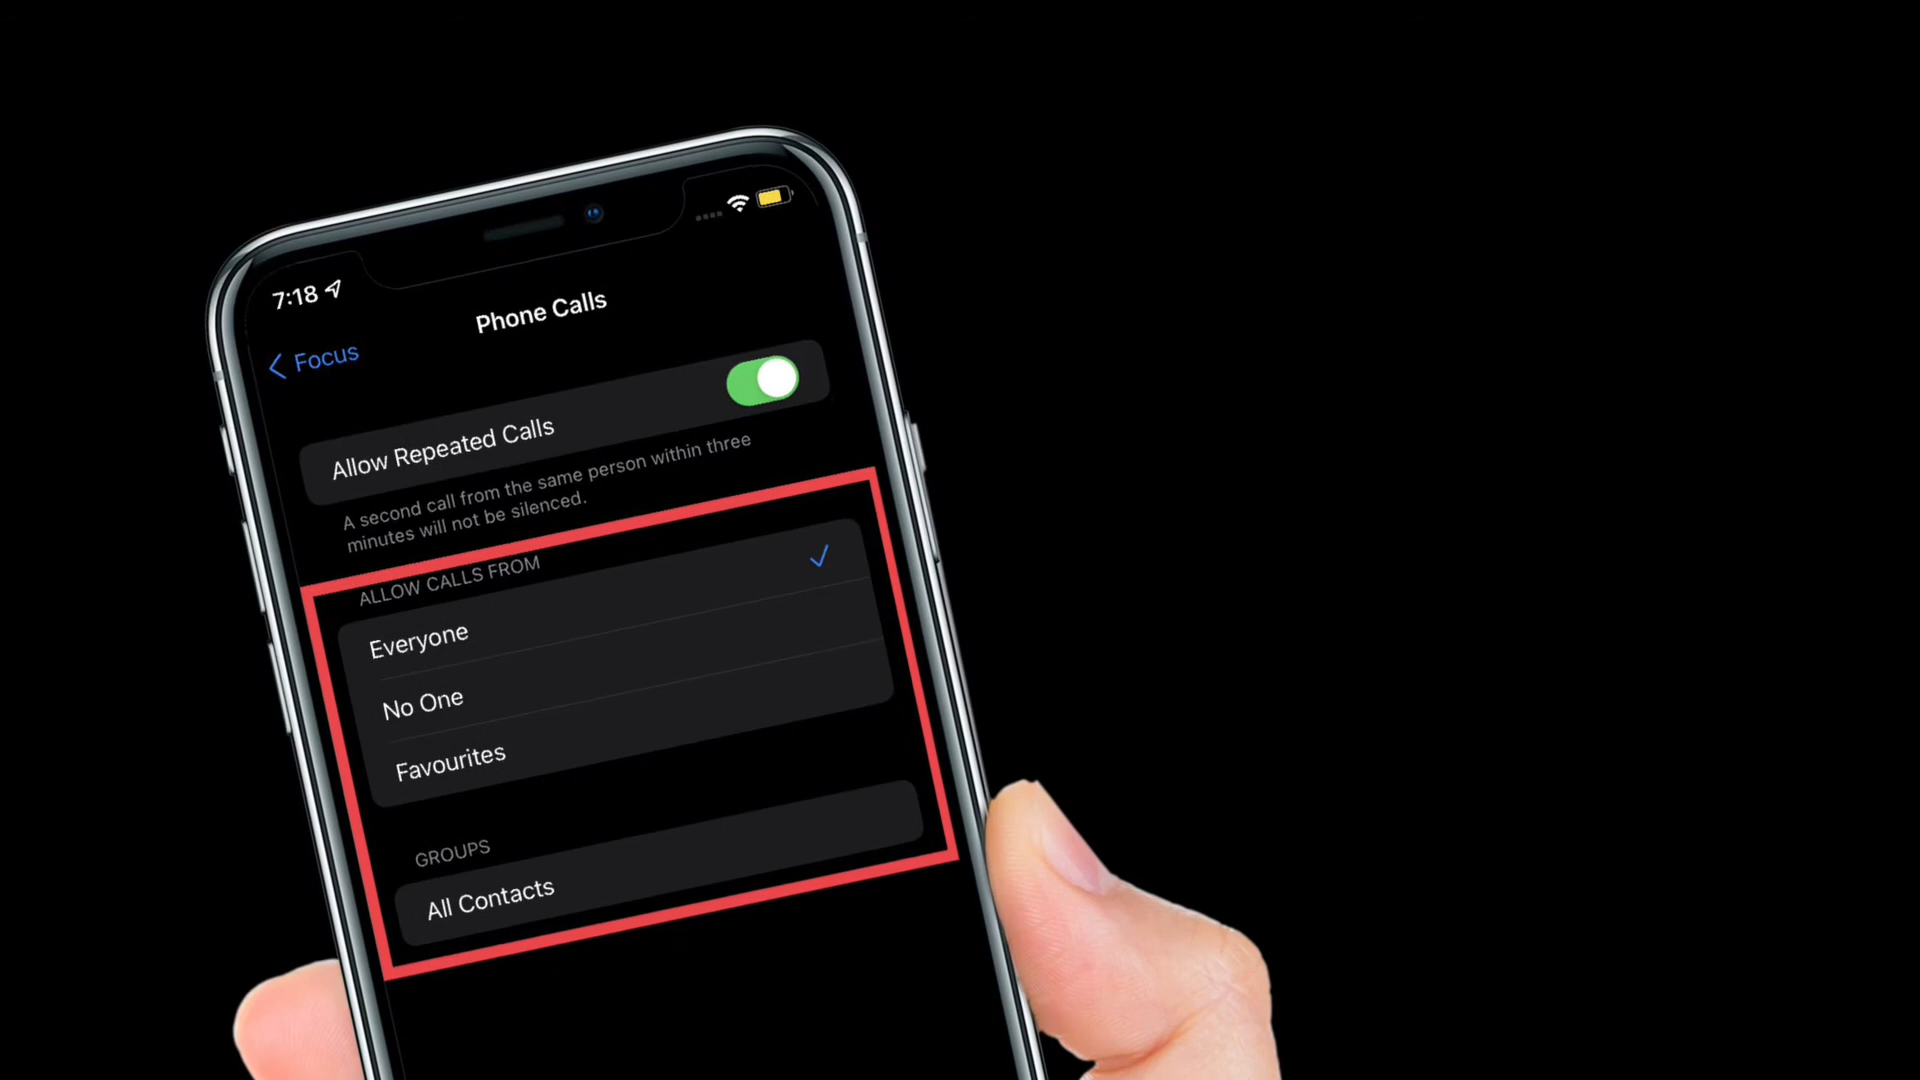 7:18
Focus
Phone Calls
Allow Repeated Calls
A second call from the same person within three
minutes will not be silenced.
ALLOW CALLS FROM
Everyone
No One
Favourites
GROUPS
All Contacts